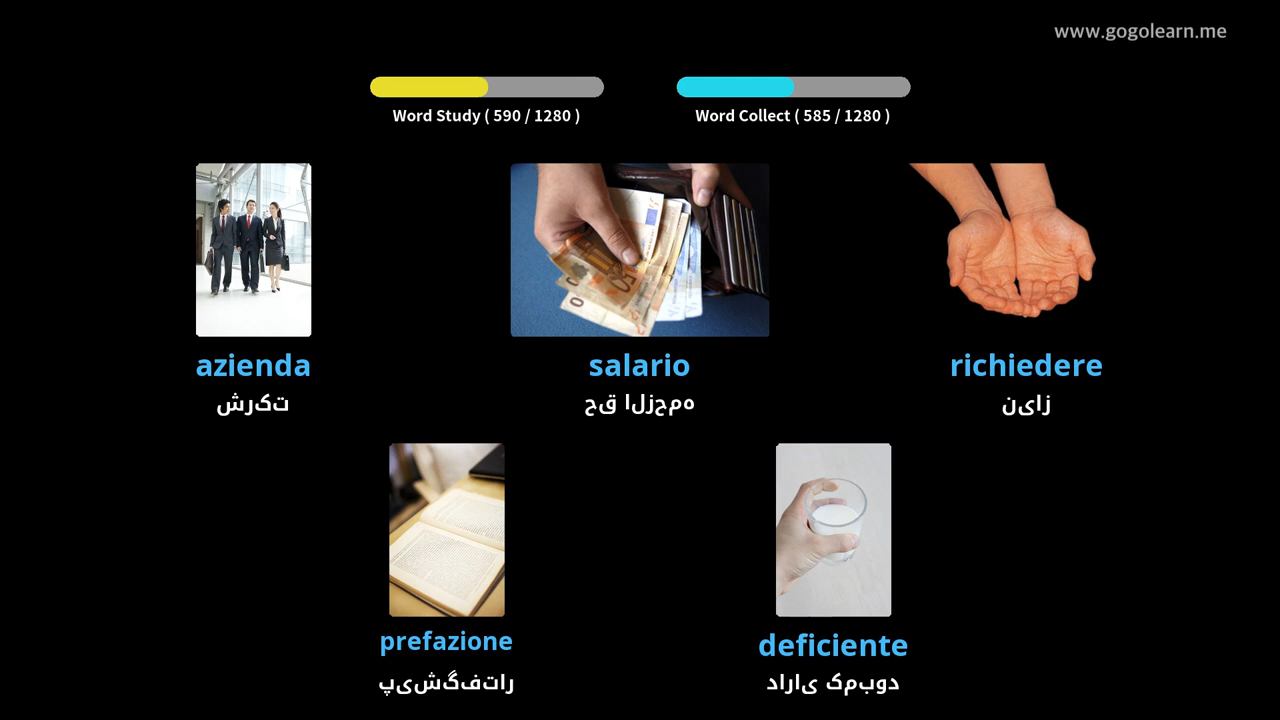 www.gogolearn.me
Word Study ( 590 / 1280 )
Word Collect ( 585 / 1280 )
azienda
تکرش
salario
همحزلا قح
richiedere
زاین
prefazione
راتفگشیپ
deficiente
دوبمک یاراد